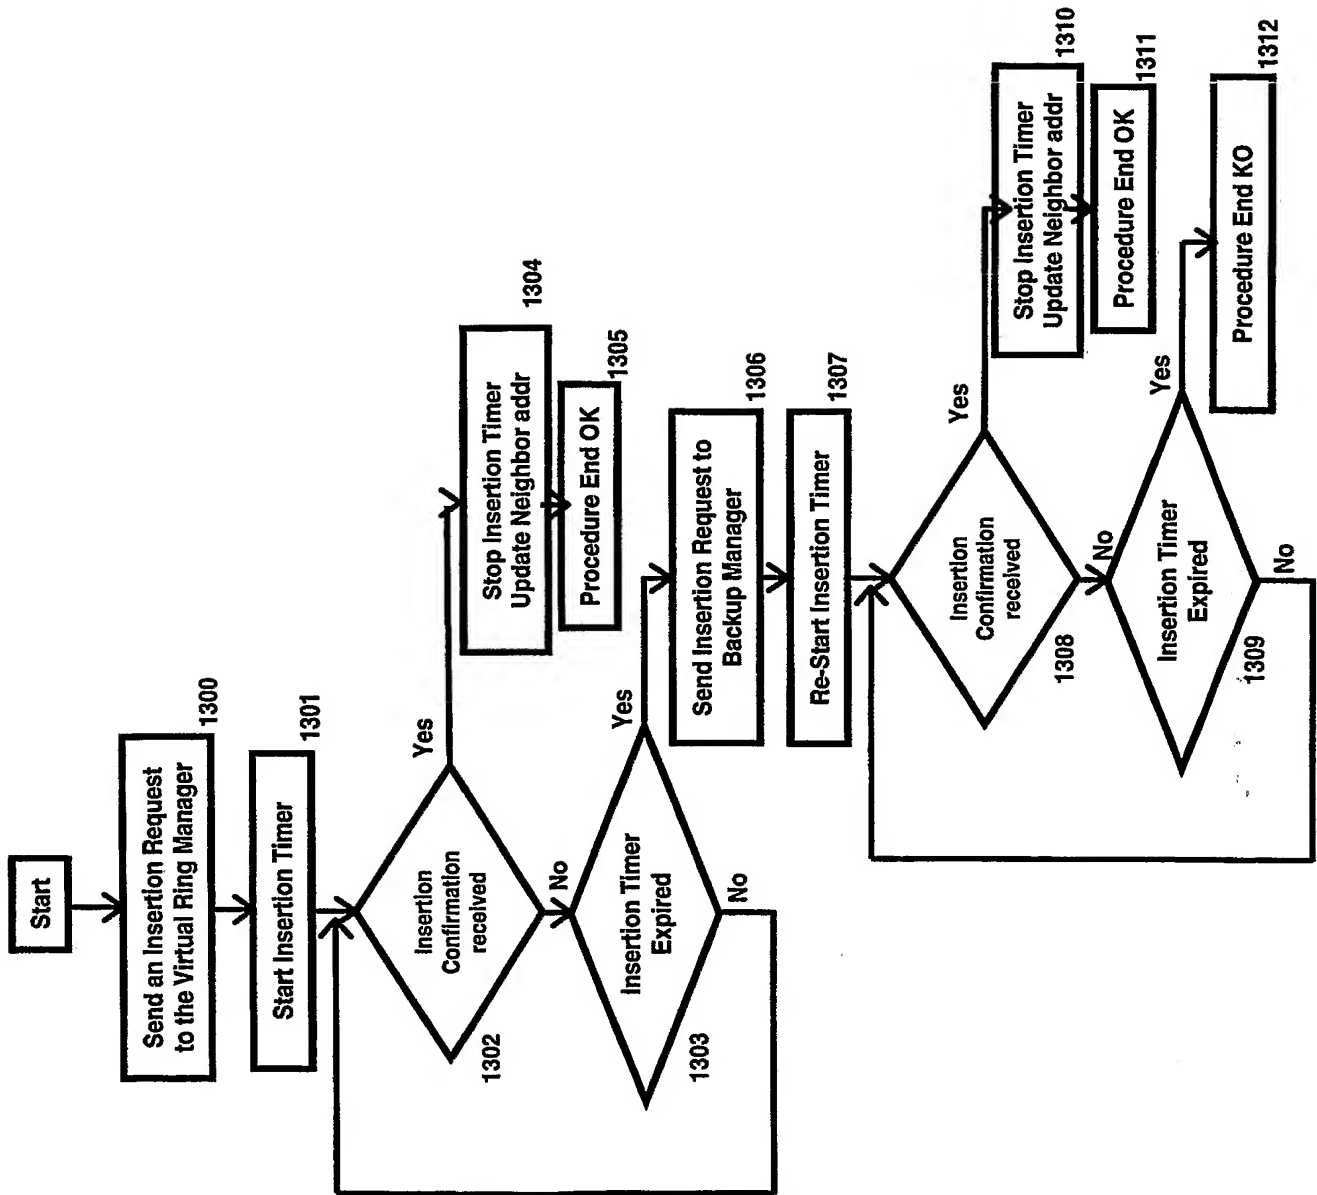 Start
Send an Insertion Request
to the Virtual Ring Manager
1300
Start Insertion Timer
1301
Insertion
Confirmation
received
1302
Yes
No
Stop Insertion Timer
Update Neighbor addr
1304
Procedure End OK
1305
Insertion Timer
Expired
1303
Yes
No
Send Insertion Request to
Backup Manager
1306
Re-Start Insertion Timer
1307
Insertion
Confirmation
received
1308
Yes
No
Stop Insertion Timer
Update Neighbor addr
1310
Procedure End OK
1311
Insertion Timer
Expired
1309
Yes
No
Procedure End KO
1312